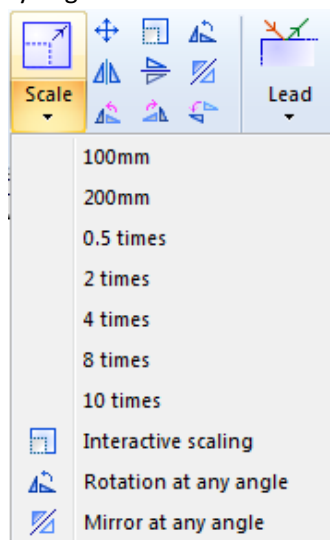 Scale
Lead
100mm
200mm
0.5 times
2 times
4 times
8 times
10 times
Interactive scaling
Rotation at any angle
Mirror at any angle